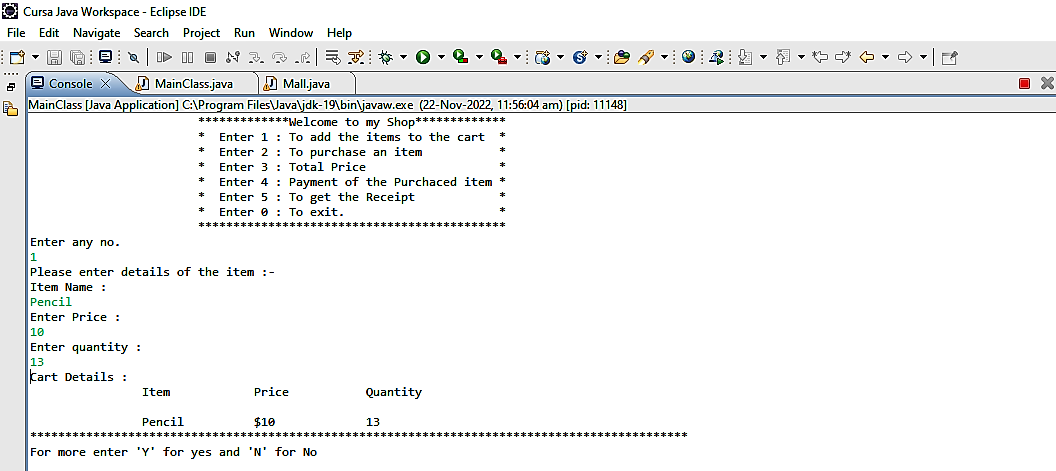 Cursa Java Workspace - Eclipse IDE
File Edit Navigate Search Project Run Window Help
Console MainClass.java Mall.java
MainClass [Java Application] C:\Program Files\Java\jdk-19\bin\javaw.exe (22-Nov-2022, 11:56:04 am) [pid: 11148]
*************Welcome to my Shop*************
* Enter 1 : To add the items to the cart *
* Enter 2 : To purchase an item *
* Enter 3 : Total Price *
* Enter 4 : Payment of the Purchaced item *
* Enter 5 : To get the Receipt *
* Enter 0 : To exit. *
********************************************
Enter any no.
1
Please enter details of the item :-
Item Name :
Pencil
Enter Price :
10
Enter quantity :
13
Cart Details :
Item Price Quantity
Pencil $10 13
**********************************************************************************************
For more enter 'Y' for yes and 'N' for No